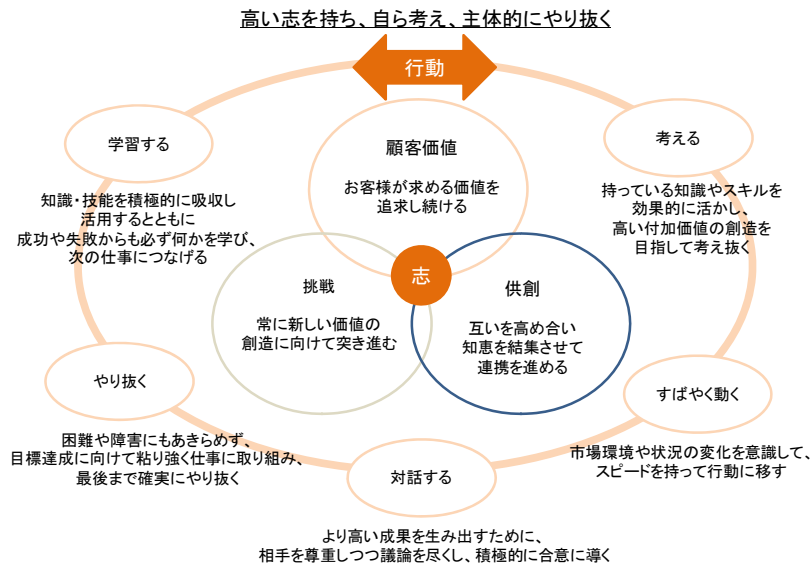 高い志を持ち、自ら考え、主体的にやり抜く
行動
学習する
知識・技能を積極的に吸収し
活用するとともに
成功や失敗からも必ず何かを学び、
次の仕事につなげる
顧客価値
お客様が求める価値を
追求し続ける
考える
持っている知識やスキルを
効果的に活かし、
高い付加価値の創造を
目指して考え抜く
志
挑戦
常に新しい価値の
創造に向けて突き進む
供創
互いを高め合い
知恵を結集させて
連携を進める
やり抜く
困難や障害にもあきらめず、
目標達成に向けて粘り強く仕事に取り組み、
最後まで確実にやり抜く
対話する
より高い成果を生み出すために、
相手を尊重しつつ議論を尽くし、積極的に合意に導く
すばやく動く
市場環境や状況の変化を意識して、
スピードを持って行動に移す